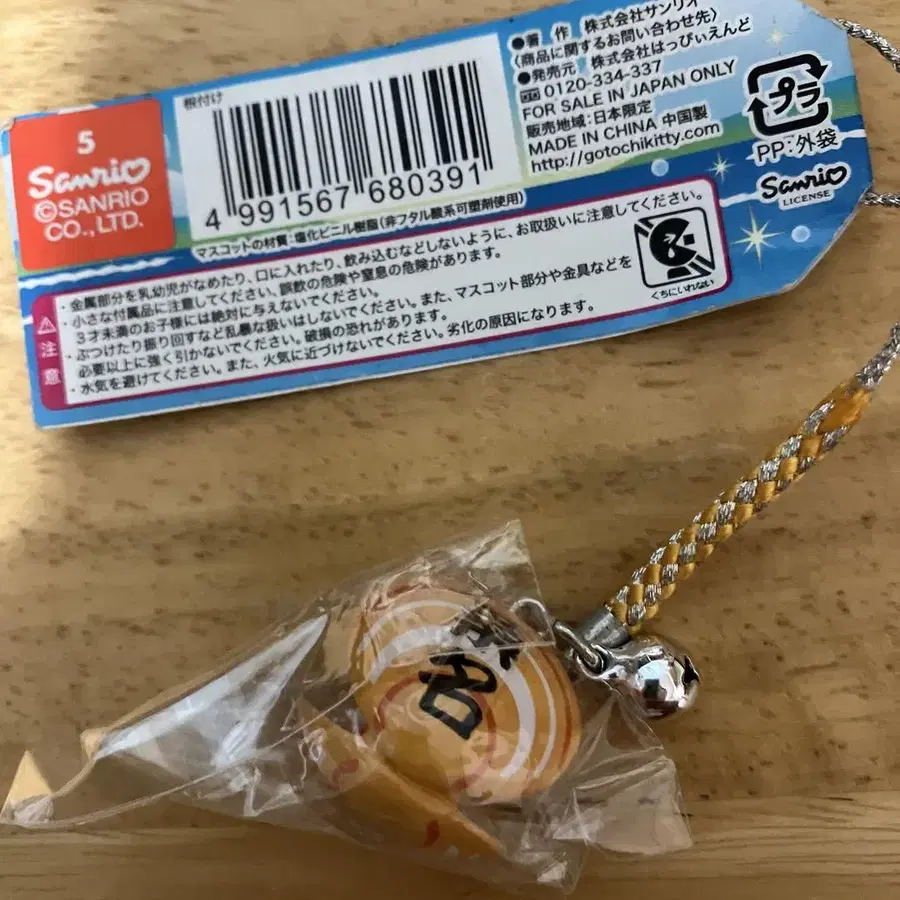 5
Sanrio
©SANRIO
CO., LTD.
根付け
4 991567 680391
マスコットの材質:塩化ビニル樹脂(非フタル酸系可塑剤使用)
●著 作 株式会社サンリオ
〈商品に関するお問い合わせ先〉
●発売元 株式会社はっぴぃえんど
0120-334-337
FOR SALE IN JAPAN ONLY
販売地域:日本限定
MADE IN CHINA 中国製
http://gotochikitty.com
プラ
PP:外袋
Sanrio
LICENSE
注意
・金属部分を乳幼児がなめたり、口に入れたり、飲み込むなどしないように、お取扱いに注意してください。
・小さな付属品に注意してください。誤飲の危険や窒息の危険があります。
3才未満のお子様には絶対に与えないでください。
・ぶつけたり振り回すなど乱暴な扱いはしないでください。また、マスコット部分や金具などを
必要以上に強く引かないでください。破損の恐れがあります。
・水気を避けてください。また、火気に近づけないでください。劣化の原因になります。
くちにいれない
名